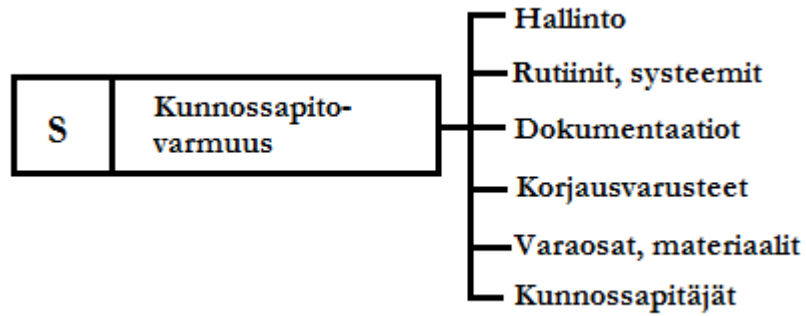 S
Kunnossapito-
varmuus
Hallinto
Rutiinit, systeemit
Dokumentaatiot
Korjausvarusteet
Varaosat, materiaalit
Kunnossapitäjät